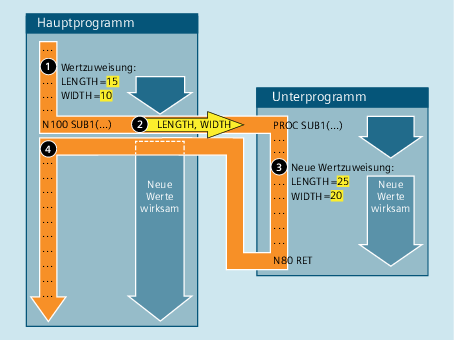 Hauptprogramm
...
1 Wertzuweisung:
... LENGTH=15
... WIDTH=10
...
N100 SUB1(...) 2 LENGTH, WIDTH
4
...
...
...
...
...
...
...
...
...
...
Neue
Werte
wirksam
Unterprogramm
PROC SUB1(...)
...
...
3 Neue Wertzuweisung:
... LENGTH=25
... WIDTH=20
...
...
...
...
N80 RET
Neue
Werte
wirksam